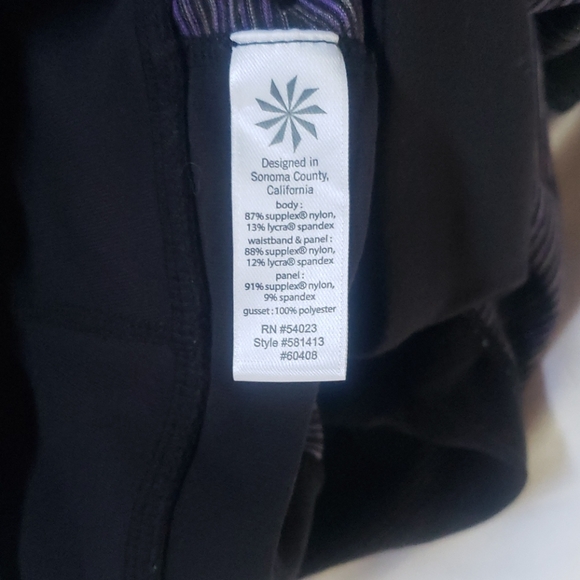 Designed in
Sonoma County,
California
body :
87% supplex® nylon,
13% lycra® spandex
waistband & panel :
88% supplex® nylon,
12% lycra® spandex
panel :
91% supplex® nylon,
9% spandex
gusset : 100% polyester
RN #54023
Style #581413
#60408